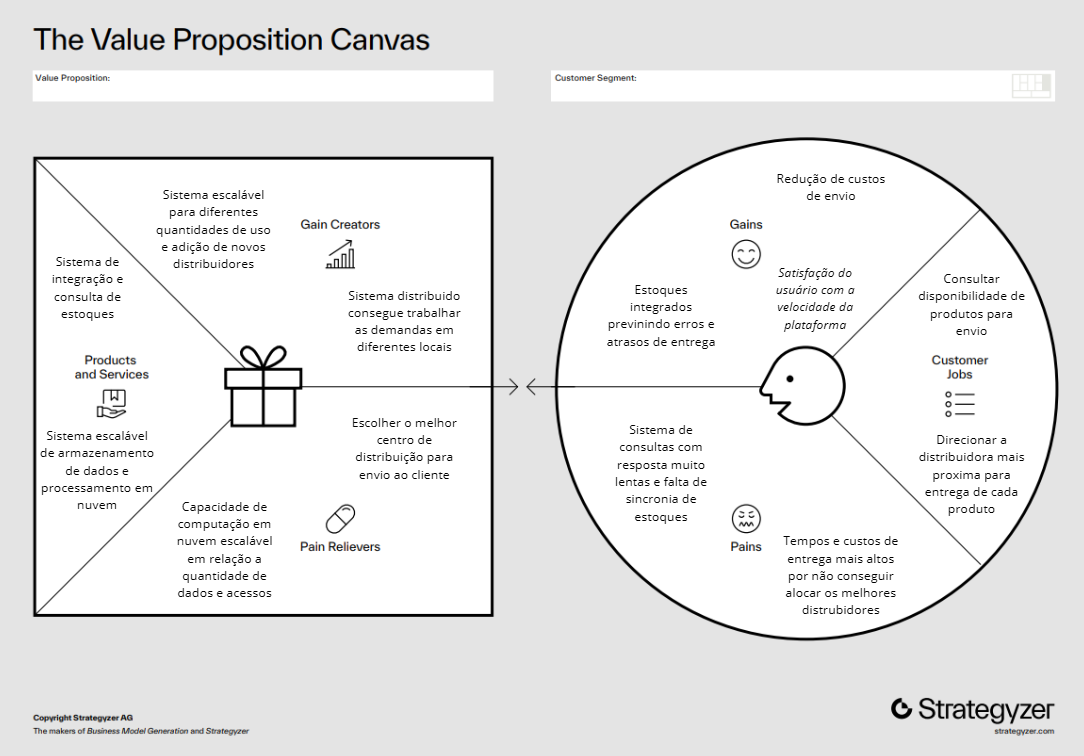 The Value Proposition Canvas
Value Proposition:
Customer Segment:
Sistema escalável
para diferentes
quantidades de uso
e adição de novos
distribuidores
Gain Creators
Sistema de
integração e
consulta de
estoques
Sistema distribuido
consegue trabalhar
as demandas em
diferentes locais
Products
and Services
Sistema escalável
de armazenamento
de dados e
processamento em
nuvem
Escolher o melhor
centro de
distribuição para
envio ao cliente
Capacidade de
computação em
nuvem escalável
em relação a
quantidade de
dados e acessos
Pain Relievers
Redução de custos
de envio
Gains
Satisfação do
usuário com a
velocidade da
plataforma
Estoques
integrados
previnindo erros e
atrasos de entrega
Consultar
disponibilidade de
produtos para
envio
Customer
Jobs
Direcionar a
distribuidora mais
proxima para
entrega de cada
produto
Sistema de
consultas com
resposta muito
lentas e falta de
sincronia de
estoques
Pains
Tempos e custos de
entrega mais altos
por não conseguir
alocar os melhores
distrubidores
Copyright Strategyzer AG
The makers of Business Model Generation and Strategyzer
Strategyzer
strategyzer.com